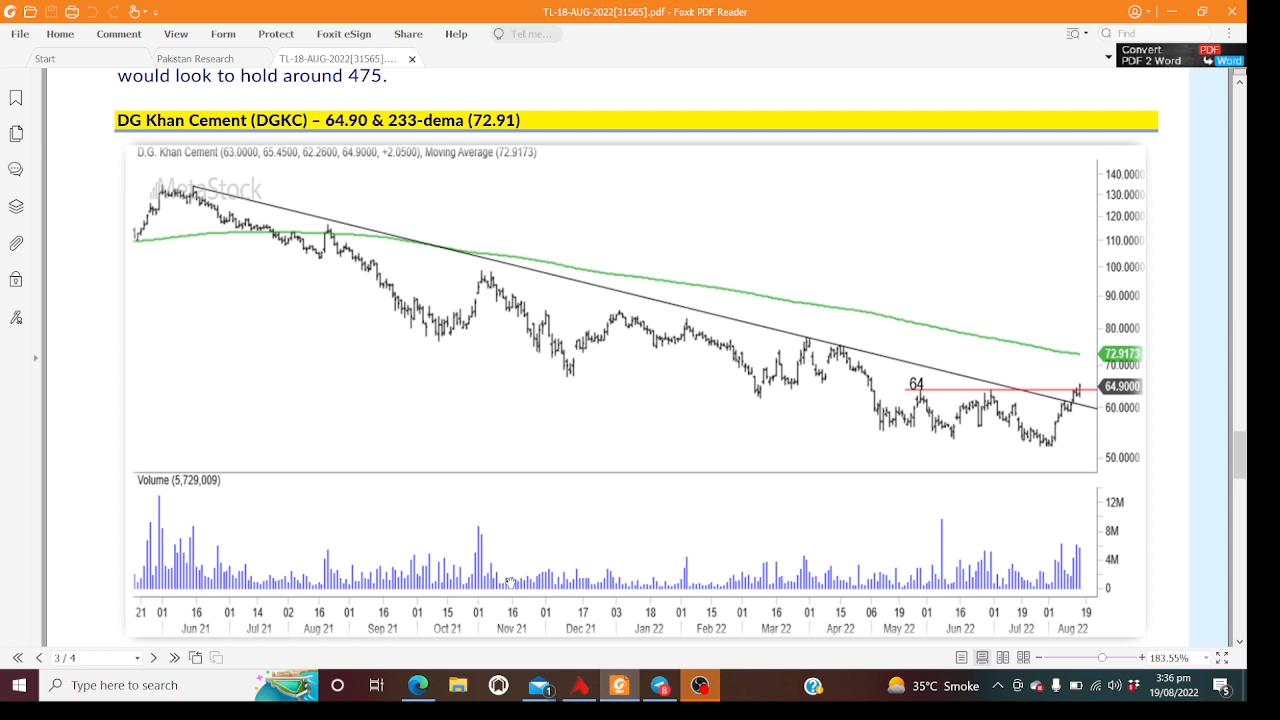 TL-18-AUG-2022[31565].pdf - Foxit PDF Reader
File Home Comment View Form Protect Foxit eSign Share Help Tell me... Find
Start Pakistan Research TL-18-AUG-2022[31565]....
Convert PDF
PDF 2 Word Word
would look to hold around 475.
DG Khan Cement (DGKC) – 64.90 & 233-dema (72.91)
D.G. Khan Cement (63.0000, 65.4500, 62.2600, 64.9000, +2.0500), Moving Average (72.9173)
MetaStock
140.0000
130.0000
120.0000
110.0000
100.0000
90.0000
80.0000
72.9173
70.0000
64
64.9000
60.0000
50.0000
Volume (5,729,009)
12M
8M
4M
0
21 01 16 01 14 02 16 01 16 01 15 01 16 01 17 03 18 01 15 01 16 01 15 06 19 01 16 01 19 01 19
Jun 21 Jul 21 Aug 21 Sep 21 Oct 21 Nov 21 Dec 21 Jan 22 Feb 22 Mar 22 Apr 22 May 22 Jun 22 Jul 22 Aug 22
3 / 4 183.55%
Type here to search 1 8 35°C Smoke 3:36 pm
19/08/2022 5